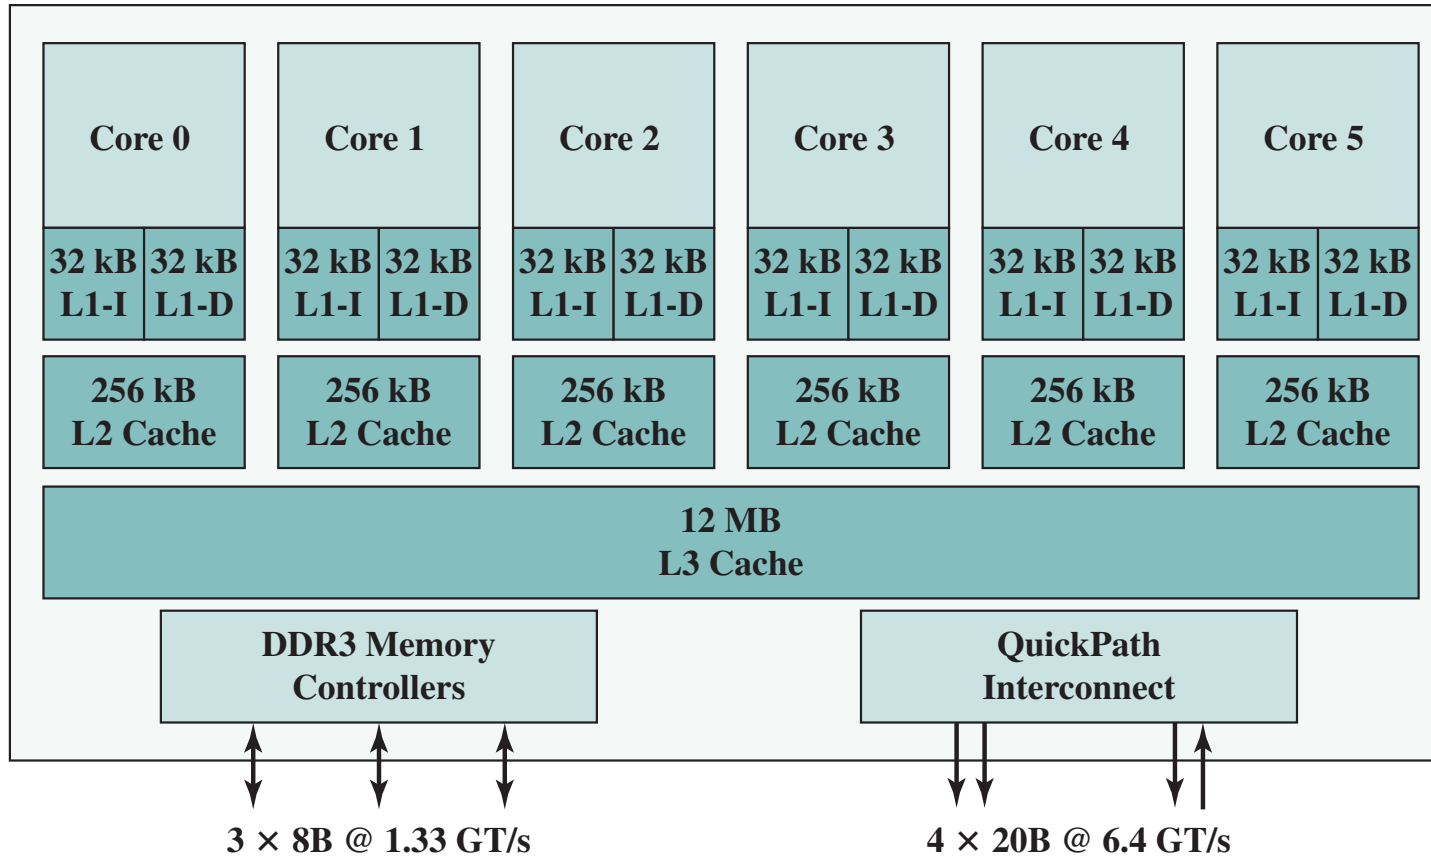 Core 0
Core 1
Core 2
Core 3
Core 4
Core 5
32 kB
L1-I
32 kB
L1-D
32 kB
L1-I
32 kB
L1-D
32 kB
L1-I
32 kB
L1-D
32 kB
L1-I
32 kB
L1-D
32 kB
L1-I
32 kB
L1-D
32 kB
L1-I
32 kB
L1-D
256 kB
L2 Cache
256 kB
L2 Cache
256 kB
L2 Cache
256 kB
L2 Cache
256 kB
L2 Cache
256 kB
L2 Cache
12 MB
L3 Cache
DDR3 Memory
Controllers
QuickPath
Interconnect
3 × 8B @ 1.33 GT/s
4 × 20B @ 6.4 GT/s